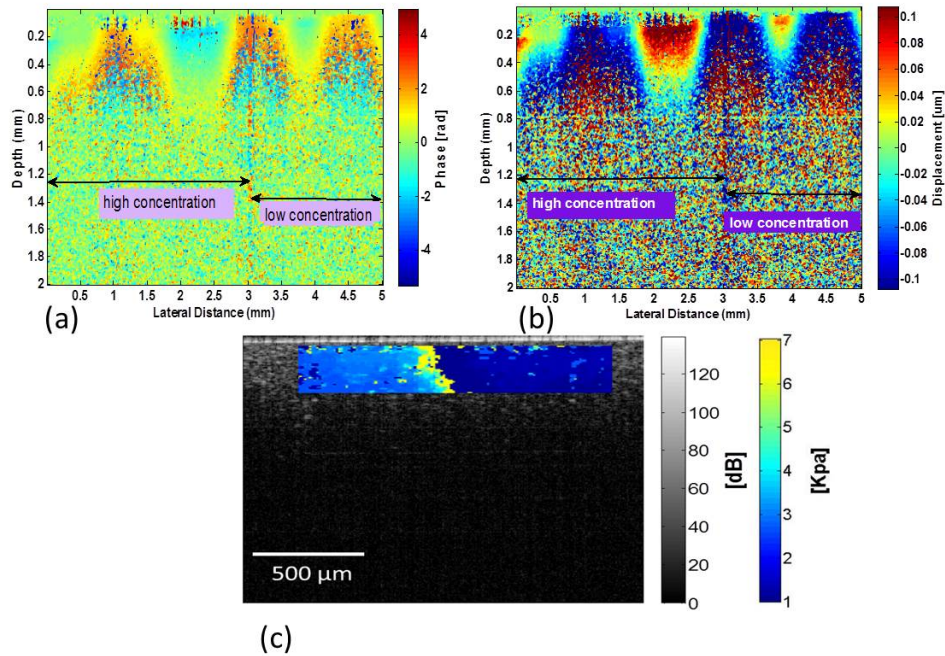 0.2
0.4
0.6
0.8
1
1.2
1.4
1.6
1.8
2
Depth (mm)
high concentration
low concentration
0.5 1 1.5 2 2.5 3 3.5 4 4.5 5
Lateral Distance (mm)
4
2
0
-2
-4
Phase [rad]
(a)
0.2
0.4
0.6
0.8
1
1.2
1.4
1.6
1.8
2
Depth (mm)
high concentration
low concentration
0.5 1 1.5 2 2.5 3 3.5 4 4.5 5
Lateral Distance (mm)
0.1
0.08
0.06
0.04
0.02
0
-0.02
-0.04
-0.06
-0.08
-0.1
Displacement [um]
(b)
500 µm
120
100
80
60
40
20
0
[dB]
7
6
5
4
3
2
1
[Kpa]
(c)